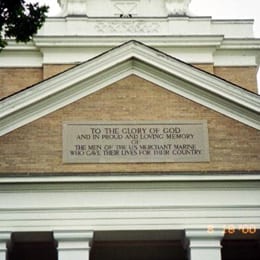 TO THE GLORY OF GOD
AND IN PROUD AND LOVING MEMORY
OF
THE MEN OF THE US MERCHANT MARINE
WHO GAVE THEIR LIVES FOR THEIR COUNTRY